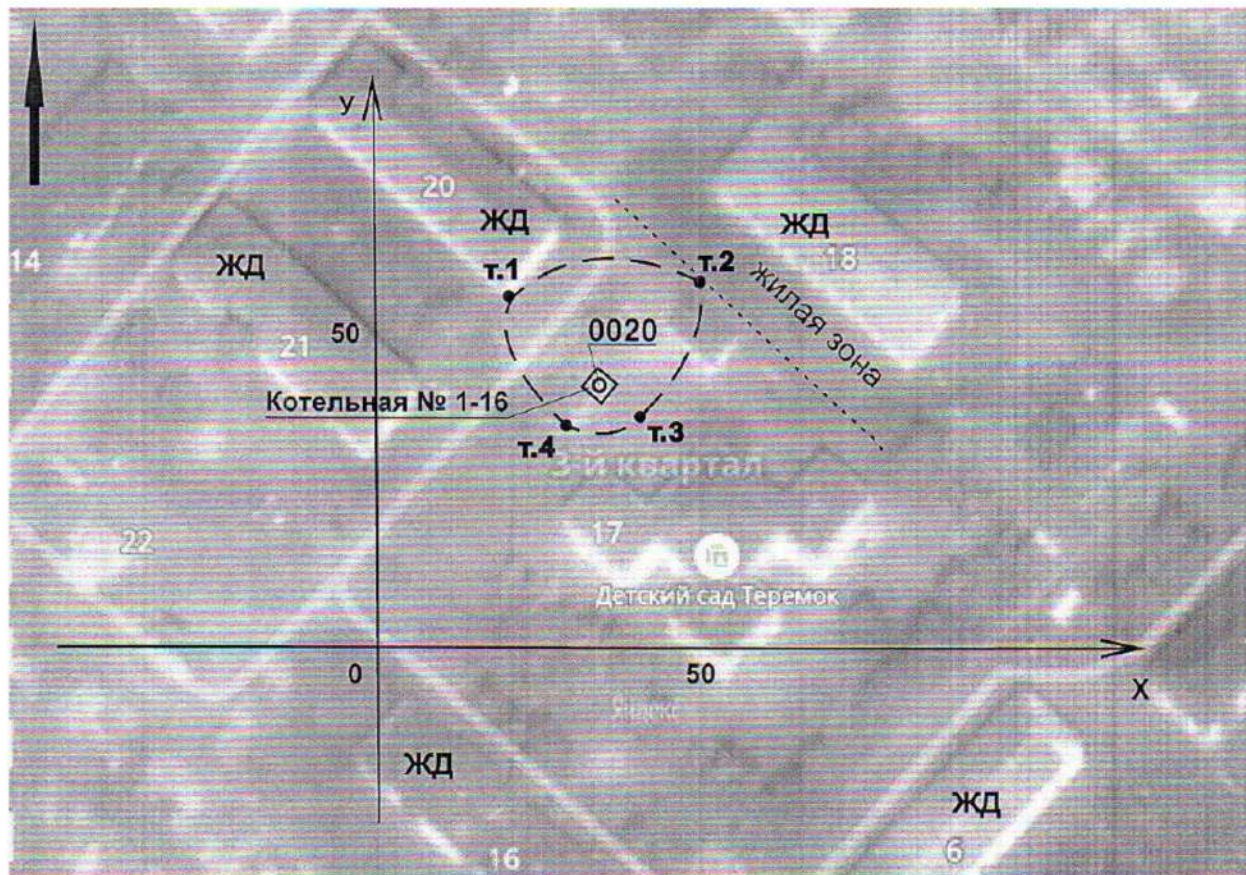 У
20
ЖД
ЖД
18
14
ЖД
т.1
т.2
жилая зона
50
0020
21
Котельная № 1-16
т.4
т.3
3-й квартал
22
17
Детский сад Теремок
0
50
X
Яндекс
ЖД
ЖД
16
6